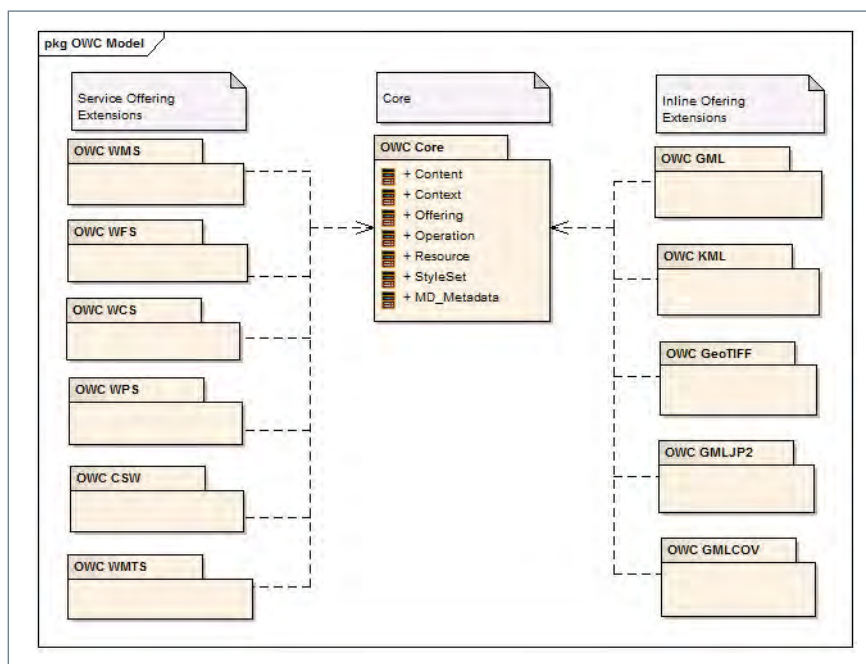 pkg OWC Model
Service Offering
Extensions
OWC WMS
OWC WFS
OWC WCS
OWC WPS
OWC CSW
OWC WMTS
Core
OWC Core
+ Content
+ Context
+ Offering
+ Operation
+ Resource
+ StyleSet
+ MD_Metadata
Inline Ofering
Extensions
OWC GML
OWC KML
OWC GeoTIFF
OWC GMLJP2
OWC GMLCOV